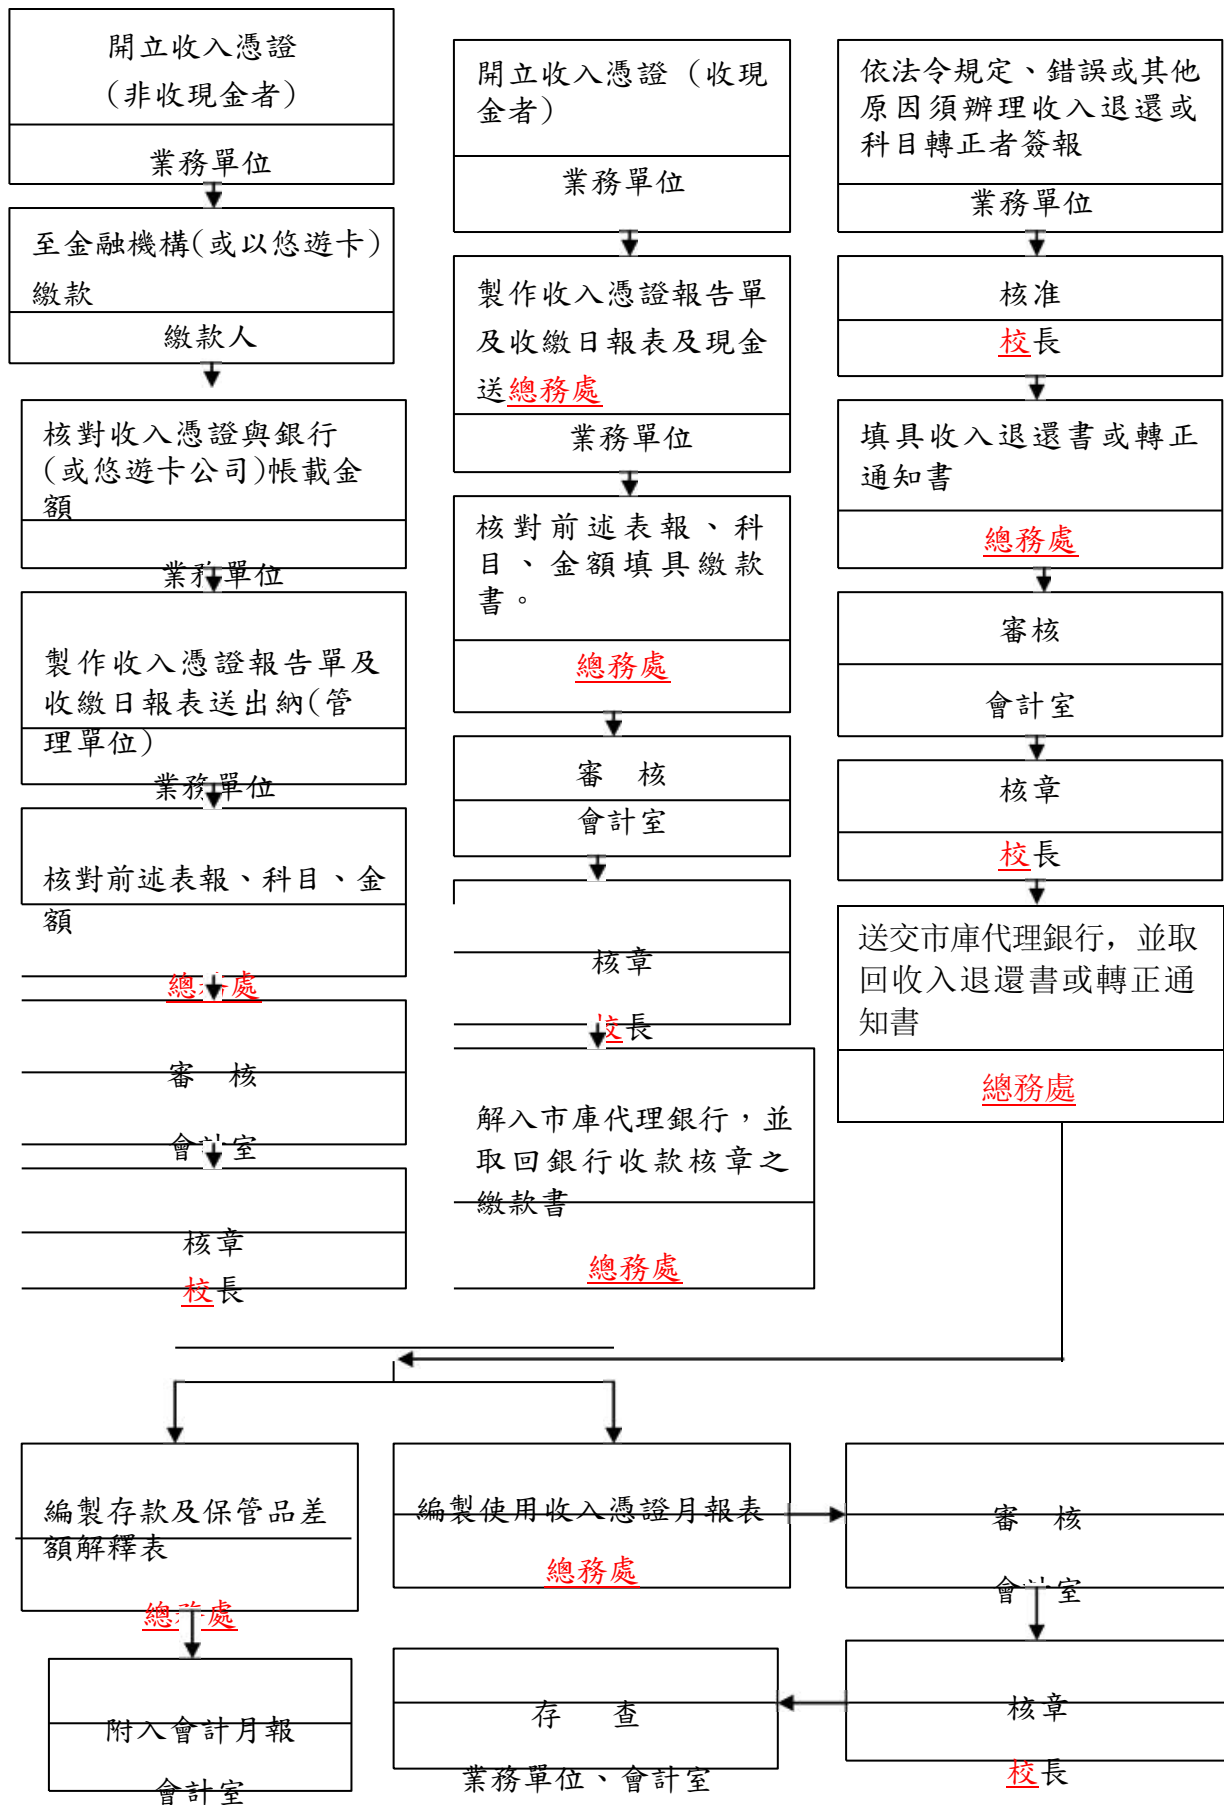 開立收入憑證
(非收現金者)
業務單位
至金融機構(或以悠遊卡)
繳款
繳款人
核對收入憑證與銀行
(或悠遊卡公司)帳載金
額
業務單位
製作收入憑證報告單及
收繳日報表送出納(管
理單位)
業務單位
核對前述表報、科目、金
額
總務處
審　核
會計室
核章
校長
開立收入憑證（收現
金者）
業務單位
製作收入憑證報告單
及收繳日報表及現金
送總務處
業務單位
核對前述表報、科
目、金額填具繳款
書。
總務處
審　核
會計室
核章
校長
解入市庫代理銀行，並
取回銀行收款核章之
繳款書
總務處
依法令規定、錯誤或其他
原因須辦理收入退還或
科目轉正者簽報
業務單位
核准
校長
填具收入退還書或轉正
通知書
總務處
審核
會計室
核章
校長
送交市庫代理銀行，並取
回收入退還書或轉正通
知書
總務處
編製存款及保管品差
額解釋表
總務處
附入會計月報
會計室
編製使用收入憑證月報表
總務處
審　核
會計室
核章
校長
存　查
業務單位、會計室